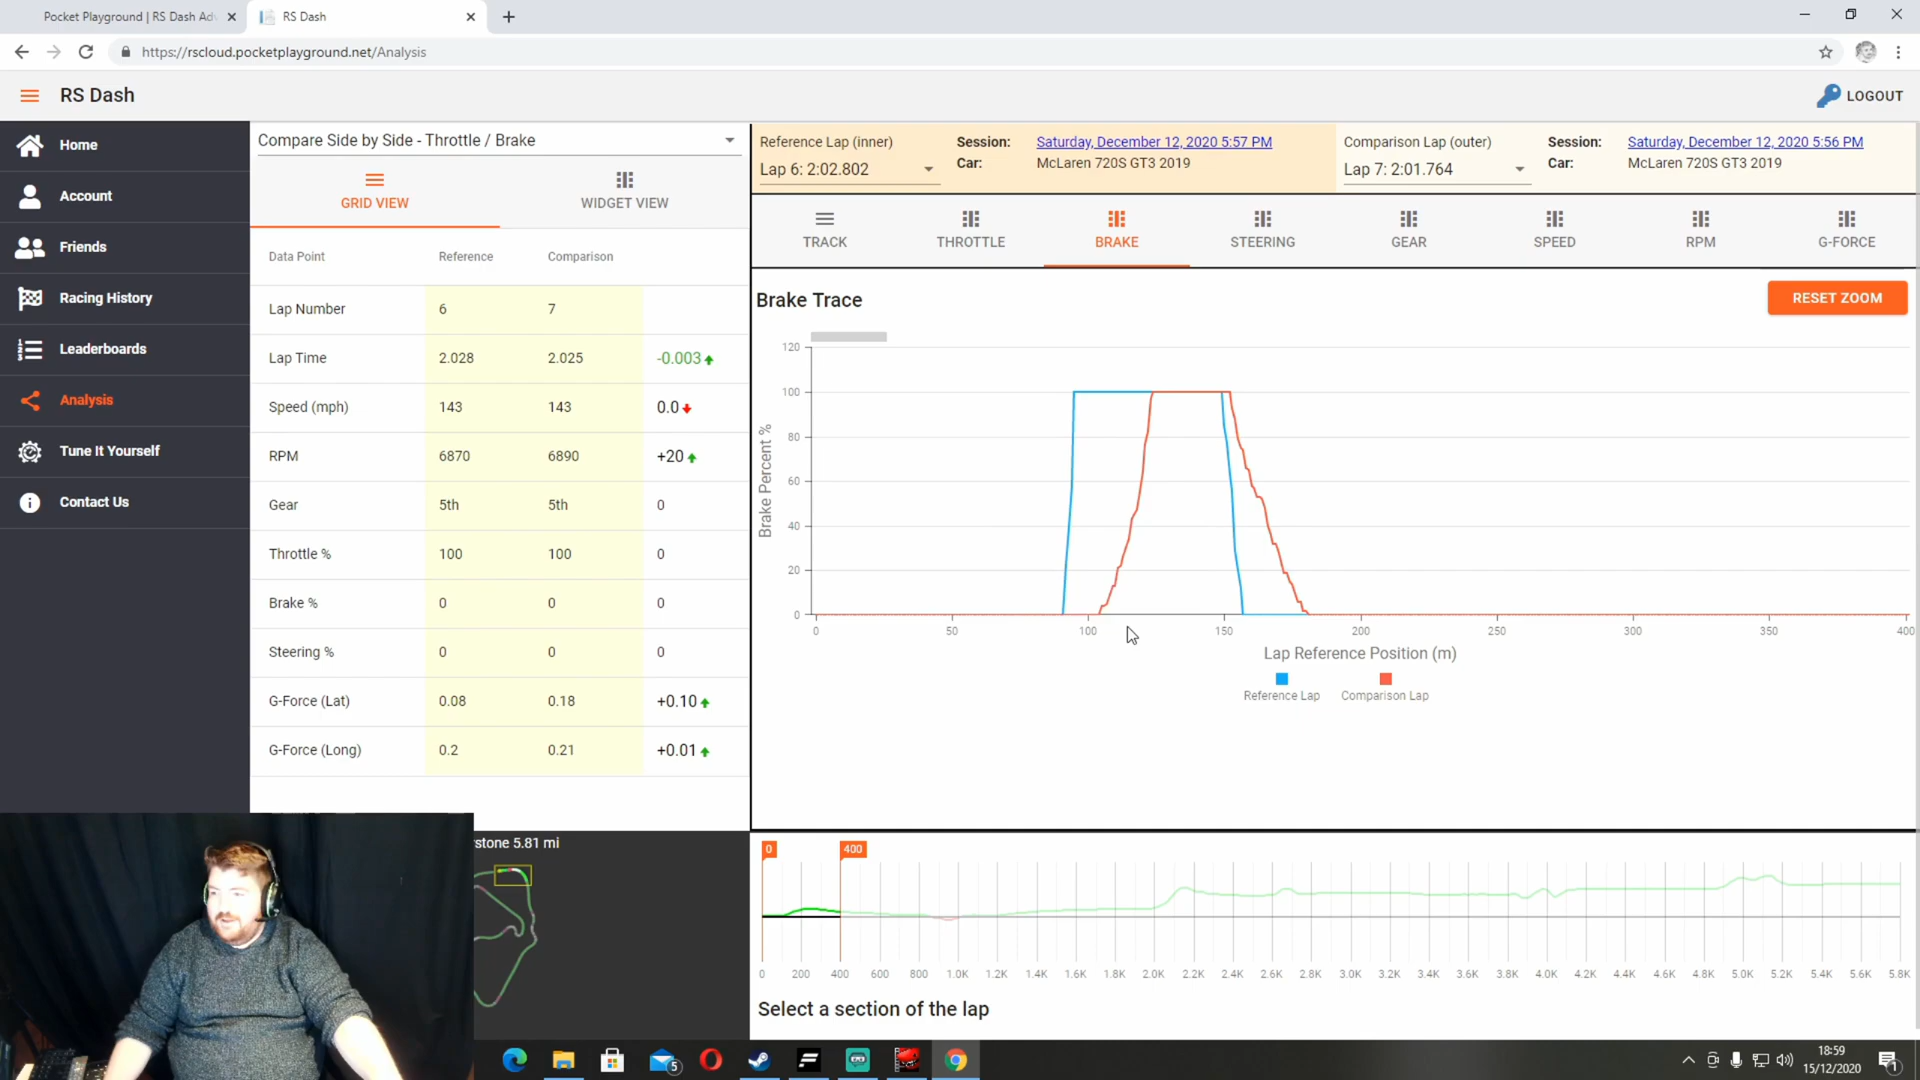 Pocket Playground | RS Dash Adv
RS Dash
https://rscloud.pocketplayground.net/Analysis
RS Dash
LOGOUT
Home
Account
Friends
Racing History
Leaderboards
Analysis
Tune It Yourself
Contact Us
Compare Side by Side - Throttle / Brake
GRID VIEW
WIDGET VIEW
Data Point Reference Comparison
Lap Number 6 7
Lap Time 2.028 2.025 -0.003
Speed (mph) 143 143 0.0
RPM 6870 6890 +20
Gear 5th 5th 0
Throttle % 100 100 0
Brake % 0 0 0
Steering % 0 0 0
G-Force (Lat) 0.08 0.18 +0.10
G-Force (Long) 0.2 0.21 +0.01
Reference Lap (inner)
Lap 6: 2:02.802
Session: Saturday, December 12, 2020 5:57 PM
Car: McLaren 720S GT3 2019
Comparison Lap (outer)
Lap 7: 2:01.764
Session: Saturday, December 12, 2020 5:56 PM
Car: McLaren 720S GT3 2019
TRACK THROTTLE BRAKE STEERING GEAR SPEED RPM G-FORCE
Brake Trace
RESET ZOOM
Brake Percent %
120
100
80
60
40
20
0
0 50 100 150 200 250 300 350 400
Lap Reference Position (m)
Reference Lap Comparison Lap
stone 5.81 mi
0 400
0 200 400 600 800 1.0K 1.2K 1.4K 1.6K 1.8K 2.0K 2.2K 2.4K 2.6K 2.8K 3.0K 3.2K 3.4K 3.6K 3.8K 4.0K 4.2K 4.4K 4.6K 4.8K 5.0K 5.2K 5.4K 5.6K 5.8K
Select a section of the lap
5
18:59
15/12/2020
1